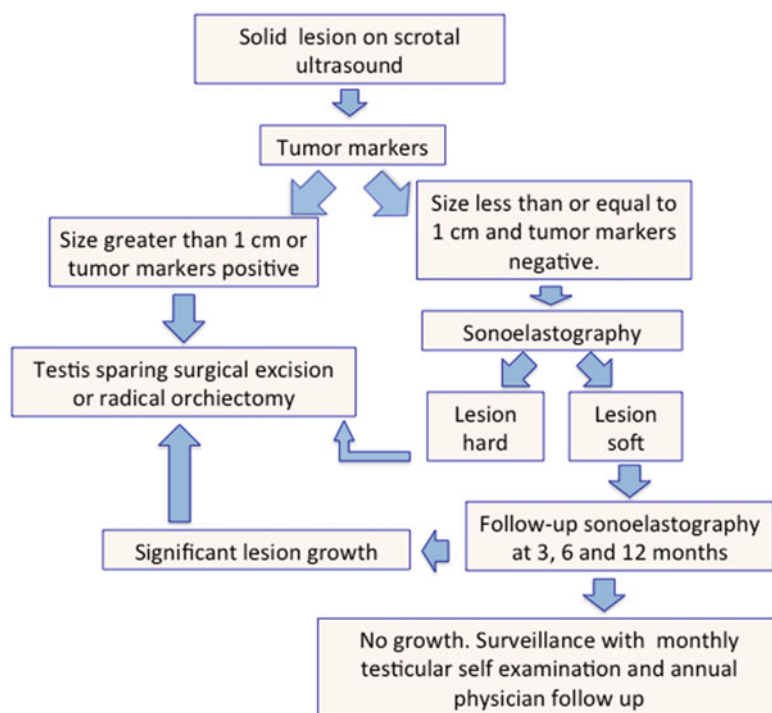 Solid lesion on scrotal
ultrasound
Tumor markers
Size greater than 1 cm or
tumor markers positive
Size less than or equal to
1 cm and tumor markers
negative.
Sonoelastography
Testis sparing surgical excision
or radical orchiectomy
Lesion
hard
Lesion
soft
Follow-up sonoelastography
at 3, 6 and 12 months
Significant lesion growth
No growth. Surveillance with monthly
testicular self examination and annual
physician follow up